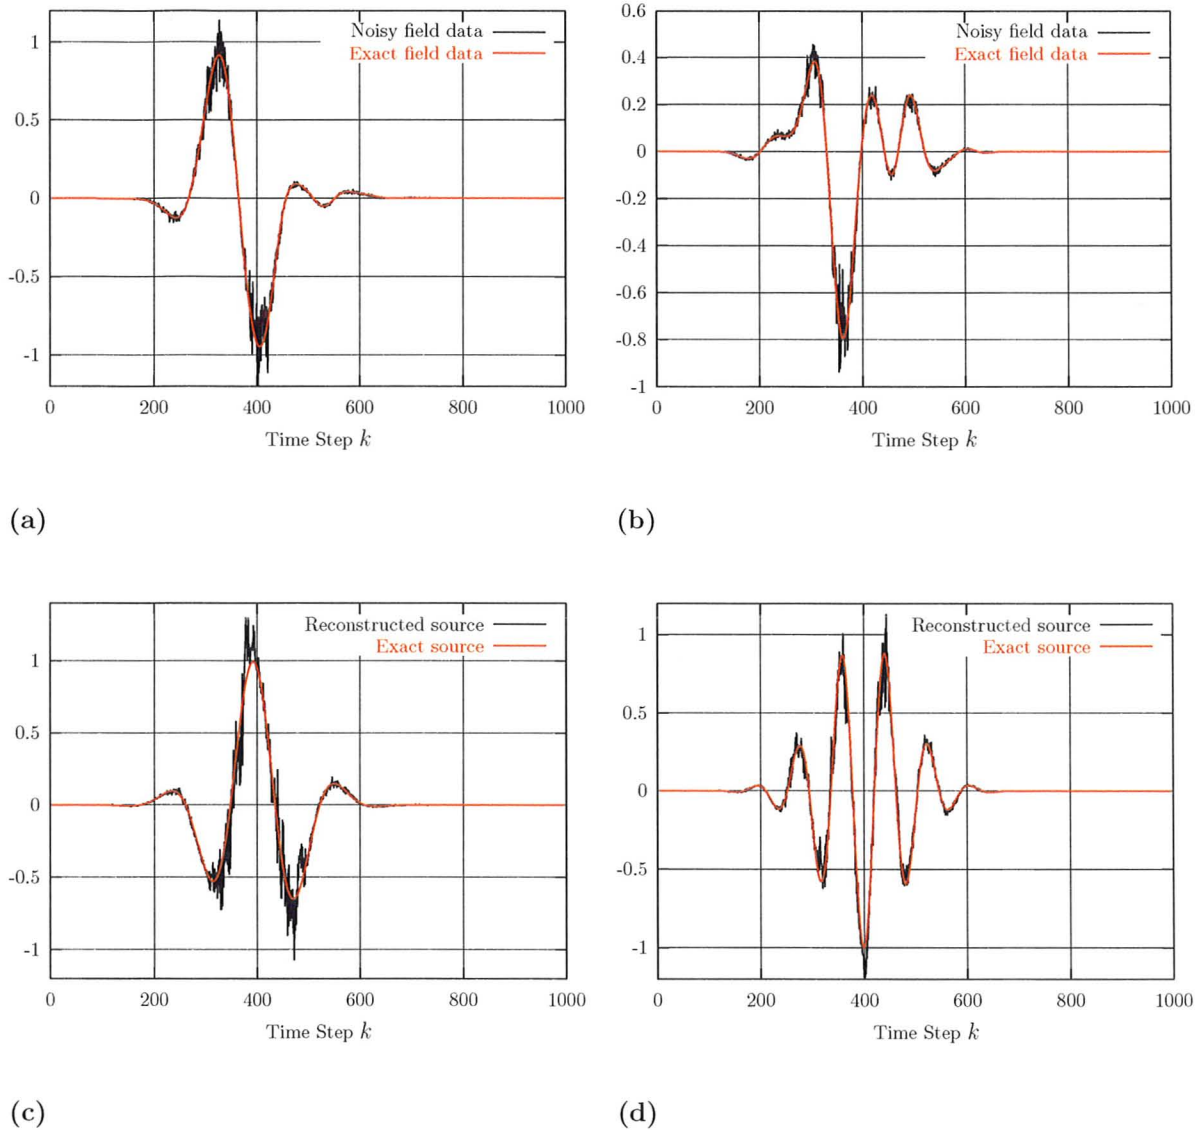 Noisy field data
Exact field data
1
0.5
0
-0.5
-1
0 200 400 600 800 1000
Time Step k
(a)
Noisy field data
Exact field data
0.6
0.4
0.2
0
-0.2
-0.4
-0.6
-0.8
-1
0 200 400 600 800 1000
Time Step k
(b)
Reconstructed source
Exact source
1
0.5
0
-0.5
-1
0 200 400 600 800 1000
Time Step k
(c)
Reconstructed source
Exact source
1
0.5
0
-0.5
-1
0 200 400 600 800 1000
Time Step k
(d)